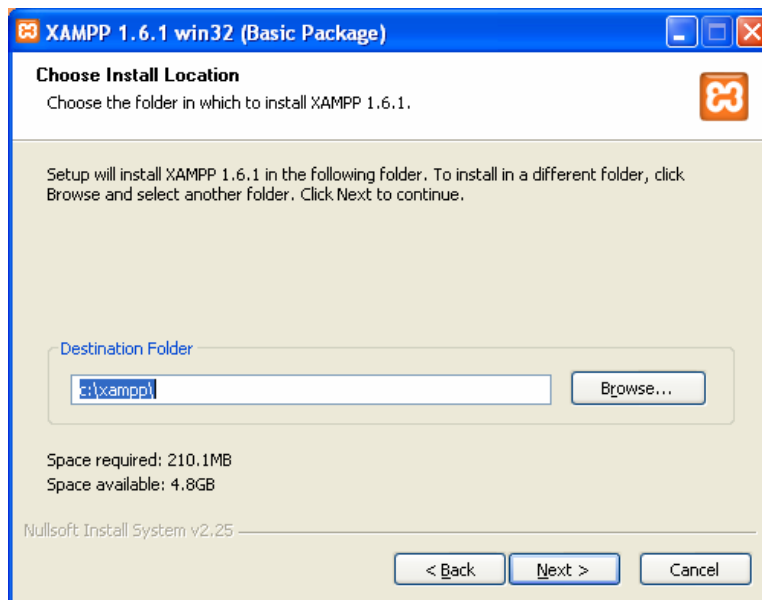 XAMPP 1.6.1 win32 (Basic Package)
Choose Install Location
Choose the folder in which to install XAMPP 1.6.1.
Setup will install XAMPP 1.6.1 in the following folder. To install in a different folder, click
Browse and select another folder. Click Next to continue.
Destination Folder
c:\xampp\
Browse...
Space required: 210.1MB
Space available: 4.8GB
Nullsoft Install System v2.25
< Back
Next >
Cancel